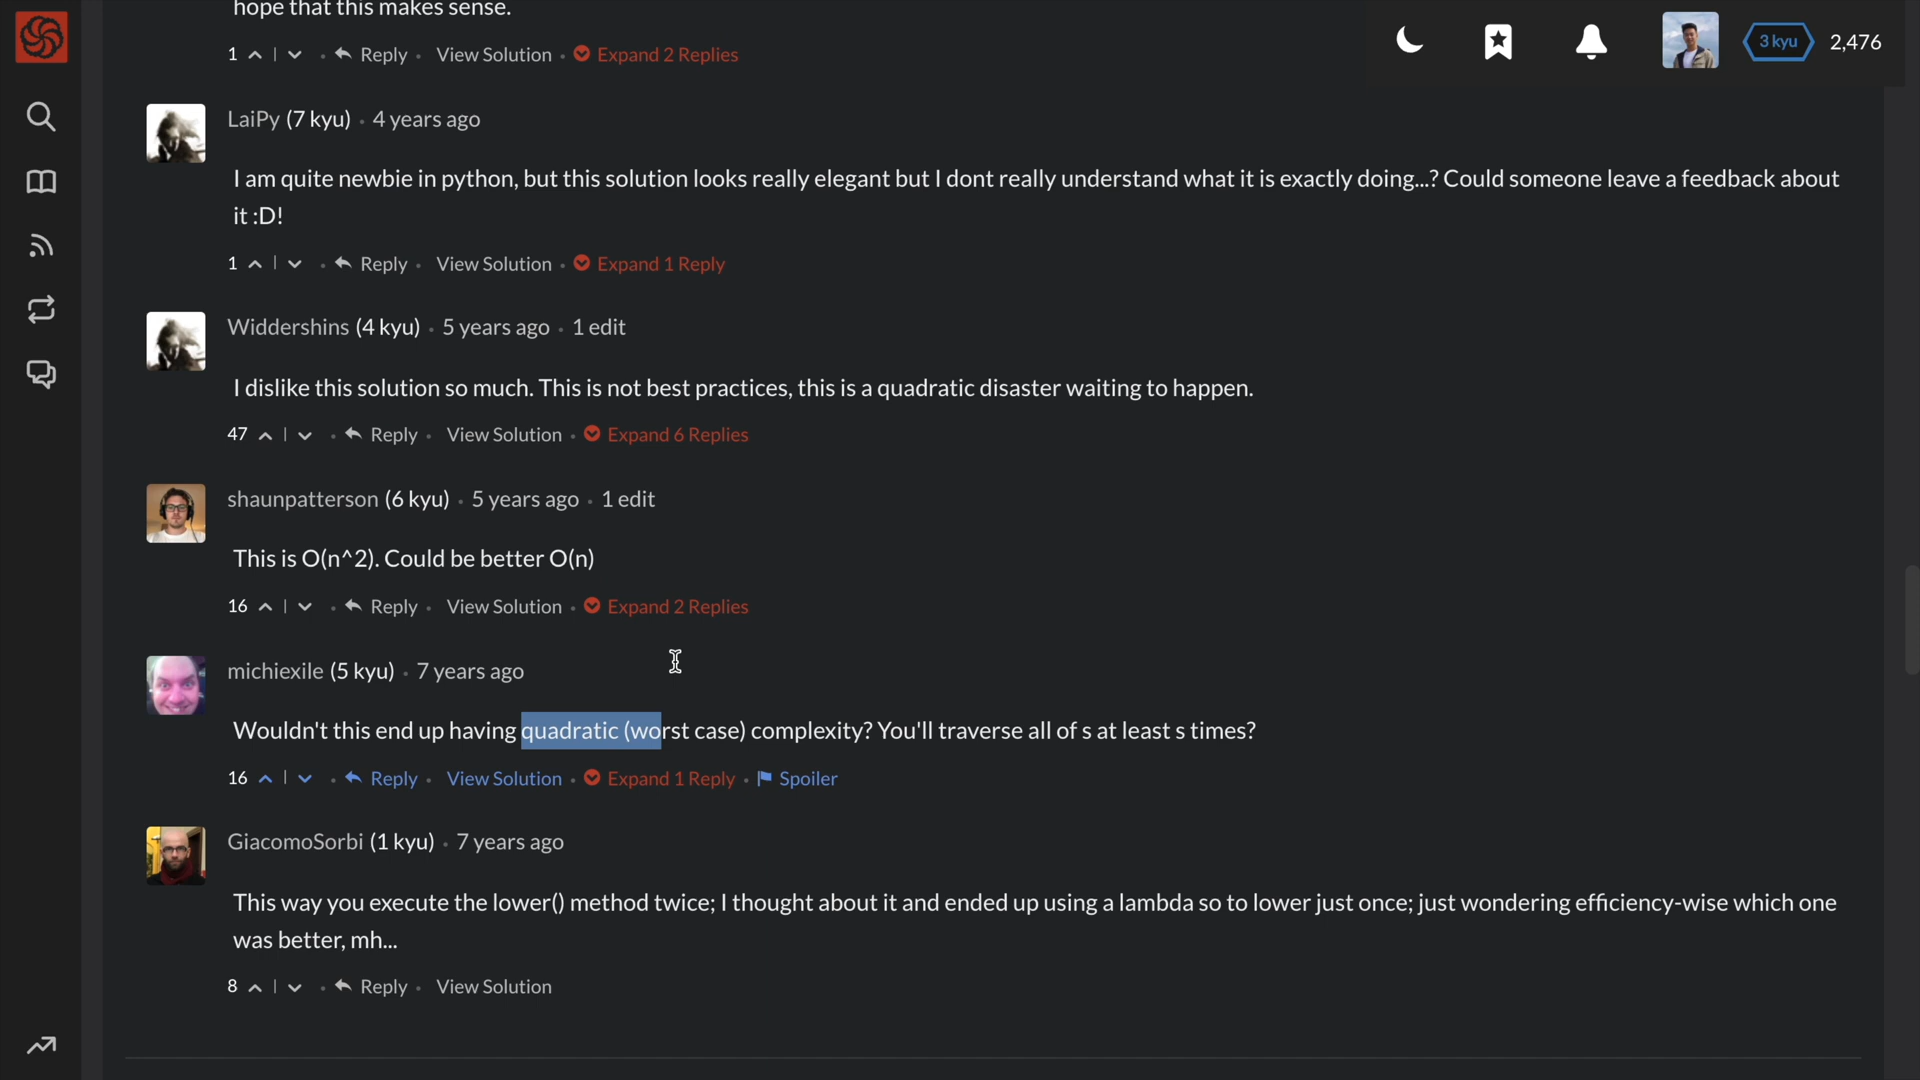 hope that this makes sense.
3 kyu 2,476
1 | Reply View Solution Expand 2 Replies
LaiPy (7 kyu) · 4 years ago
I am quite newbie in python, but this solution looks really elegant but I dont really understand what it is exactly doing...? Could someone leave a feedback about
it :D!
1 | Reply View Solution Expand 1 Reply
Widdershins (4 kyu) · 5 years ago · 1 edit
I dislike this solution so much. This is not best practices, this is a quadratic disaster waiting to happen.
47 | Reply View Solution Expand 6 Replies
shaunpatterson (6 kyu) · 5 years ago · 1 edit
This is O(n^2). Could be better O(n)
16 | Reply View Solution Expand 2 Replies
michiexile (5 kyu) · 7 years ago
Wouldn't this end up having quadratic (worst case) complexity? You'll traverse all of s at least s times?
16 | Reply View Solution Expand 1 Reply Spoiler
GiacomoSorbi (1 kyu) · 7 years ago
This way you execute the lower() method twice; I thought about it and ended up using a lambda so to lower just once; just wondering efficiency-wise which one
was better, mh...
8 | Reply View Solution